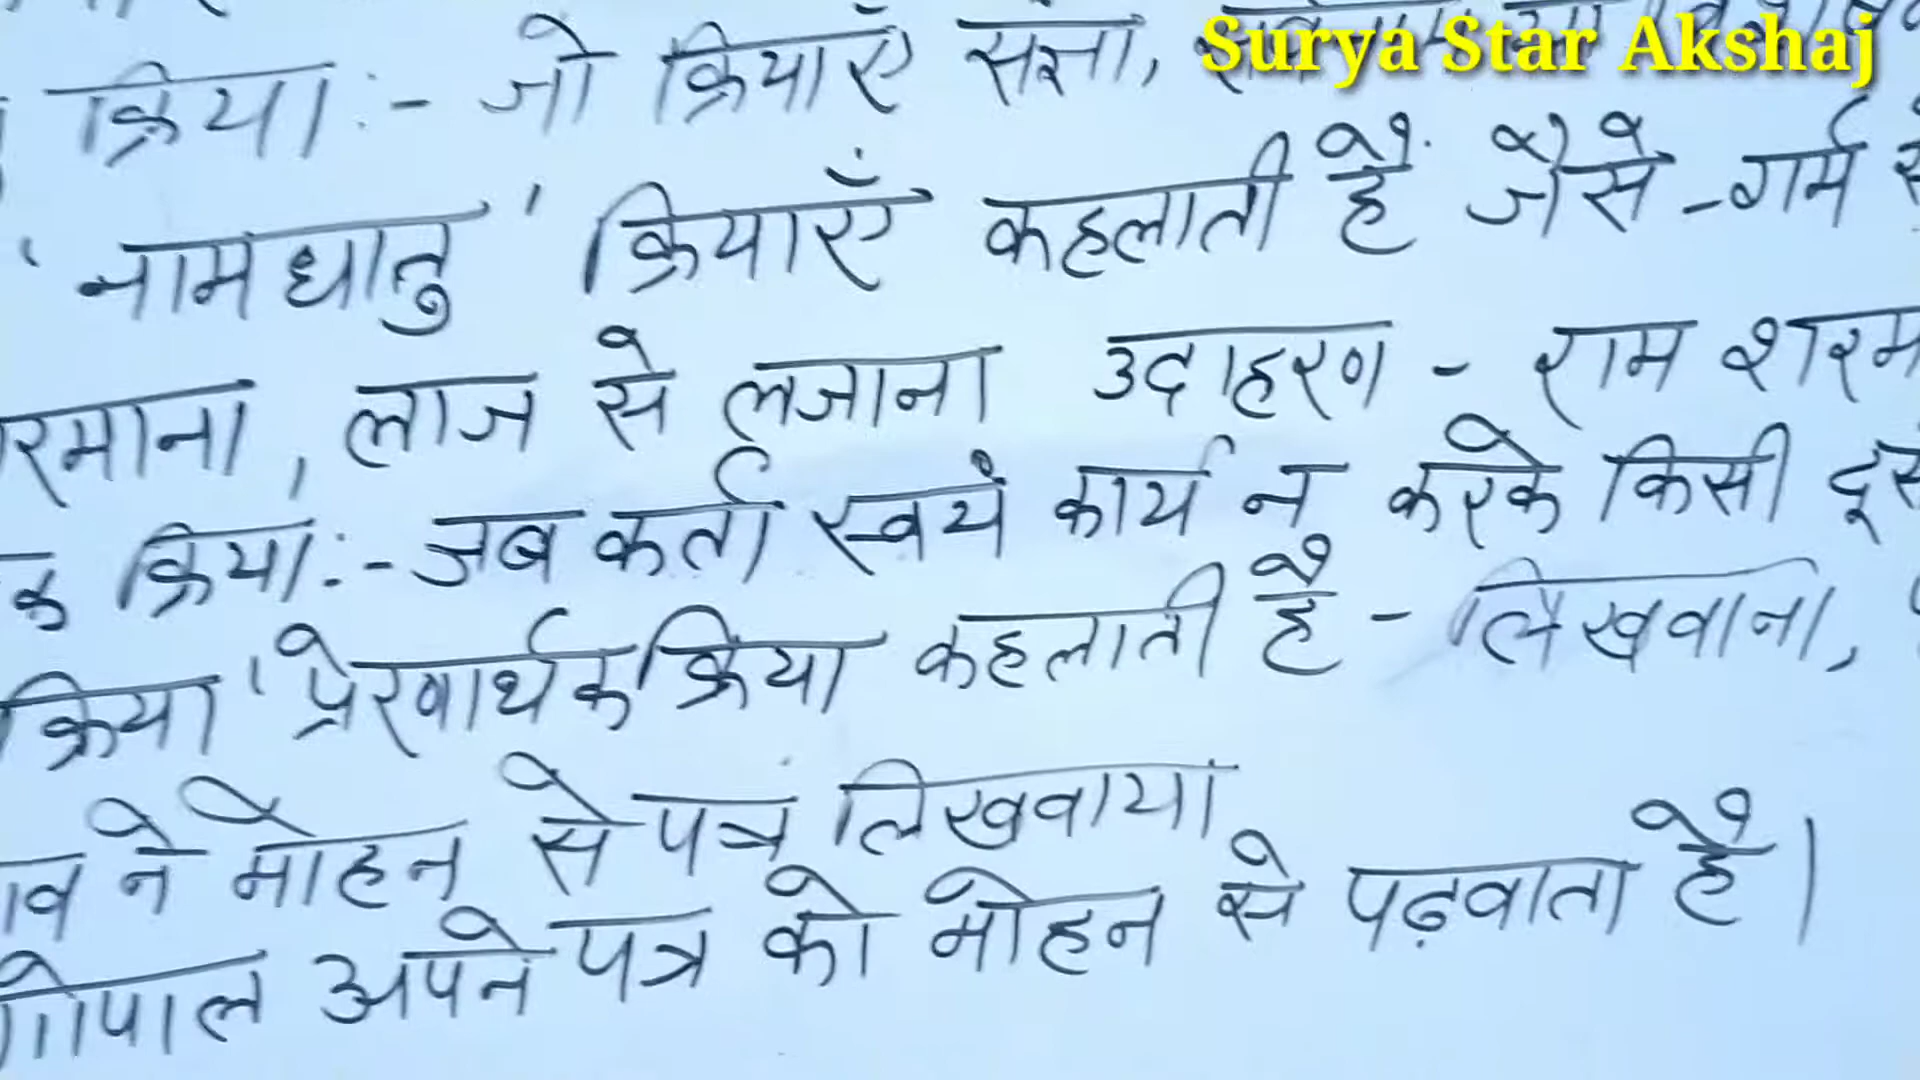 Surya Star Akshaj
क्रिया :- जो क्रियाएँ संज्ञा,
' नामधातु ' क्रियाएँ कहलाती हैं जैसे - गर्म
रमाना, लाज से लजाना उदाहरण - राम शरम
क क्रिया :- जब कर्ता स्वयं कार्य न करके किसी
क्रिया ' प्रेरणार्थक क्रिया कहलाती है - लिखवाना,
ने मोहन से पत्र लिखवाया
गोपाल अपने पत्र को मोहन से पढ़वाता है।